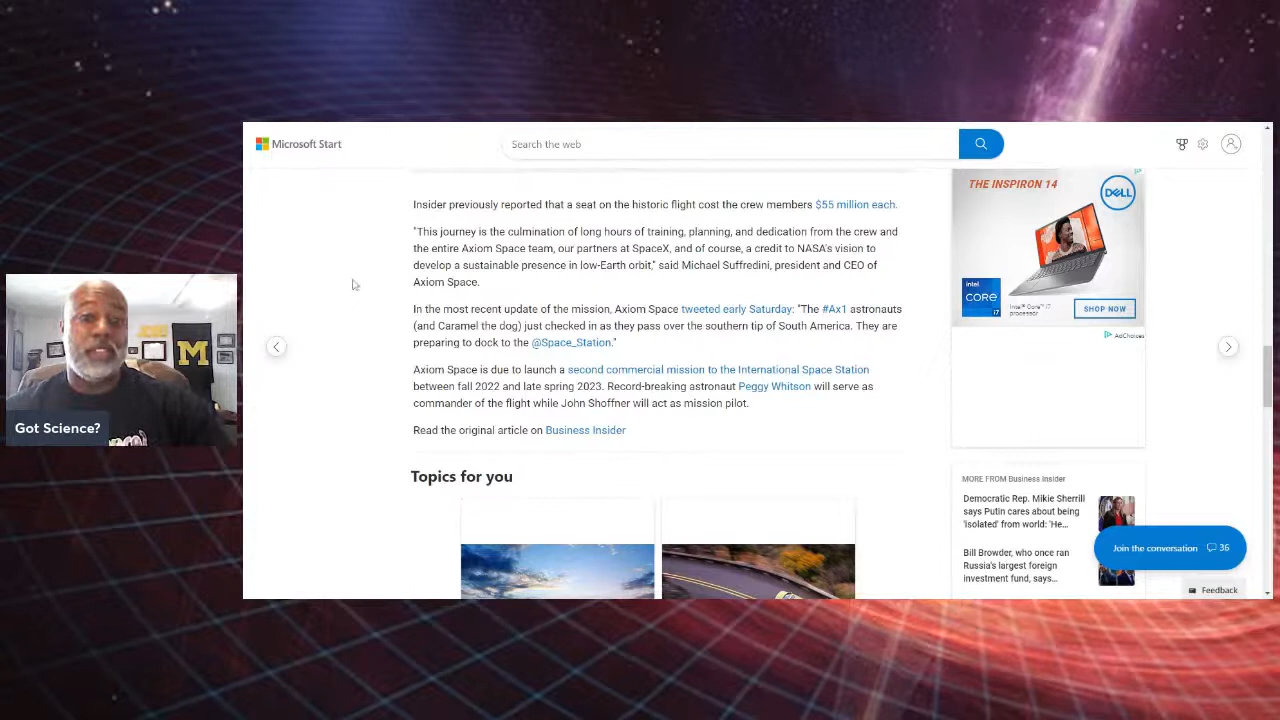 Microsoft Start
Search the web
Insider previously reported that a seat on the historic flight cost the crew members $55 million each.
"This journey is the culmination of long hours of training, planning, and dedication from the crew and
the entire Axiom Space team, our partners at SpaceX, and of course, a credit to NASA's vision to
develop a sustainable presence in low-Earth orbit," said Michael Suffredini, president and CEO of
Axiom Space.
In the most recent update of the mission, Axiom Space tweeted early Saturday: "The #Ax1 astronauts
(and Caramel the dog) just checked in as they pass over the southern tip of South America. They are
preparing to dock to the @Space_Station."
Axiom Space is due to launch a second commercial mission to the International Space Station
between fall 2022 and late spring 2023. Record-breaking astronaut Peggy Whitson will serve as
commander of the flight while John Shoffner will act as mission pilot.
Read the original article on Business Insider
Topics for you
THE INSPIRON 14
DELL
intel
CORE
i7
Intel® Core™ i7
processor
SHOP NOW
AdChoices
MORE FROM Business Insider
Democratic Rep. Mikie Sherrill
says Putin cares about being
'isolated' from world: 'He...
Bill Browder, who once ran
Russia's largest foreign
investment fund, says...
Join the conversation 36
Feedback
M
Got Science?